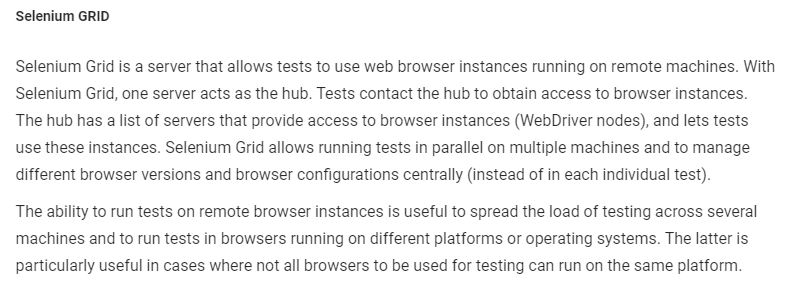 Selenium GRID
Selenium Grid is a server that allows tests to use web browser instances running on remote machines. With
Selenium Grid, one server acts as the hub. Tests contact the hub to obtain access to browser instances.
The hub has a list of servers that provide access to browser instances (WebDriver nodes), and lets tests
use these instances. Selenium Grid allows running tests in parallel on multiple machines and to manage
different browser versions and browser configurations centrally (instead of in each individual test).
The ability to run tests on remote browser instances is useful to spread the load of testing across several
machines and to run tests in browsers running on different platforms or operating systems. The latter is
particularly useful in cases where not all browsers to be used for testing can run on the same platform.